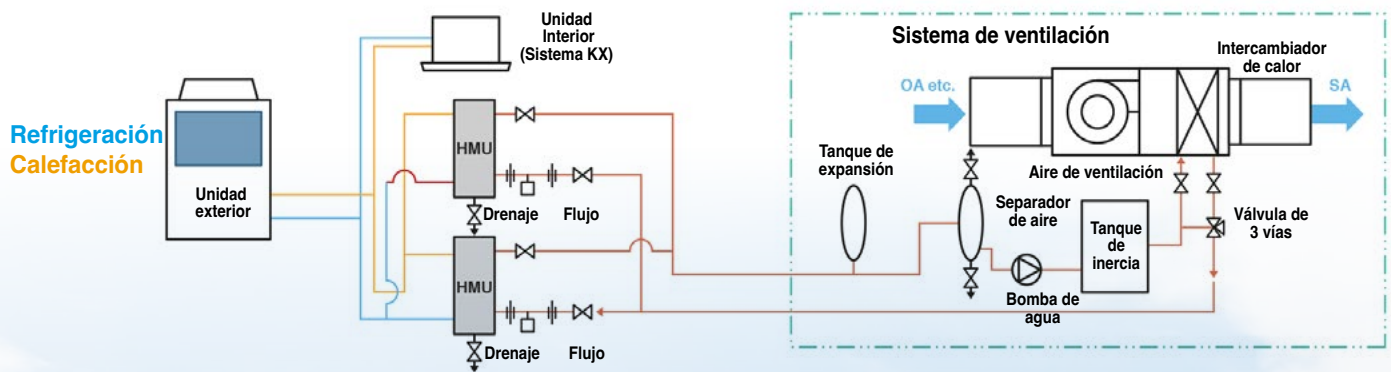 Refrigeración
Calefacción
Unidad
exterior
Unidad
Interior
(Sistema KX)
HMU
Drenaje
Flujo
HMU
Drenaje
Flujo
Sistema de ventilación
OA etc.
Intercambiador
de calor
SA
Aire de ventilación
Tanque de
expansión
Separador
de aire
Bomba de
agua
Tanque
de
inercia
Válvula de
3 vías